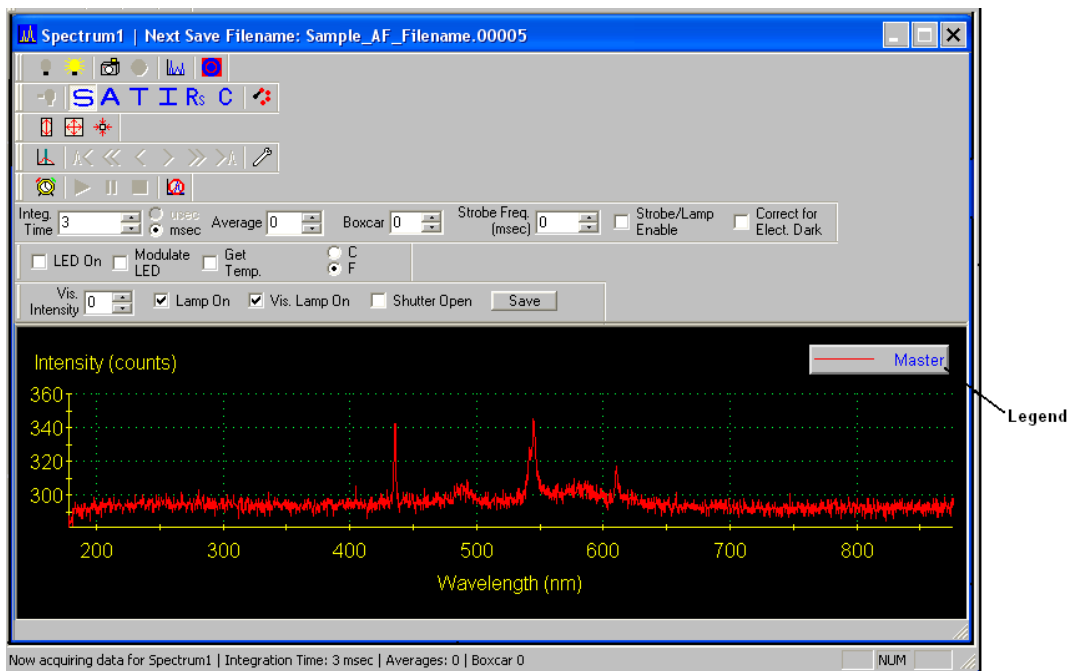 Spectrum1 | Next Save Filename: Sample_AF_Filename.00005
S A T I Rs C
Integ. Time 3 usec msec Average 0 Boxcar 0 Strobe Freq. (msec) 0 Strobe/Lamp Enable Correct for Elect. Dark
LED On Modulate LED Get Temp. C F
Vis. Intensity 0 Lamp On Vis. Lamp On Shutter Open Save
Intensity (counts)
Master
Legend
360
340
320
300
200 300 400 500 600 700 800
Wavelength (nm)
Now acquiring data for Spectrum1 | Integration Time: 3 msec | Averages: 0 | Boxcar 0
NUM